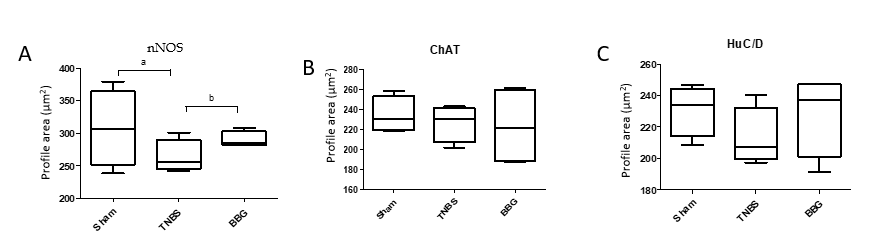 A
nNOS
a
b
Profile area (µm²)
400
350
300
250
200
Sham
TNBS
BBG
B
ChAT
Profile area (µm²)
280
260
240
220
200
180
160
Sham
TNBS
BBG
C
HuC/D
Profile area (µm²)
260
240
220
200
180
Sham
TNBS
BBG